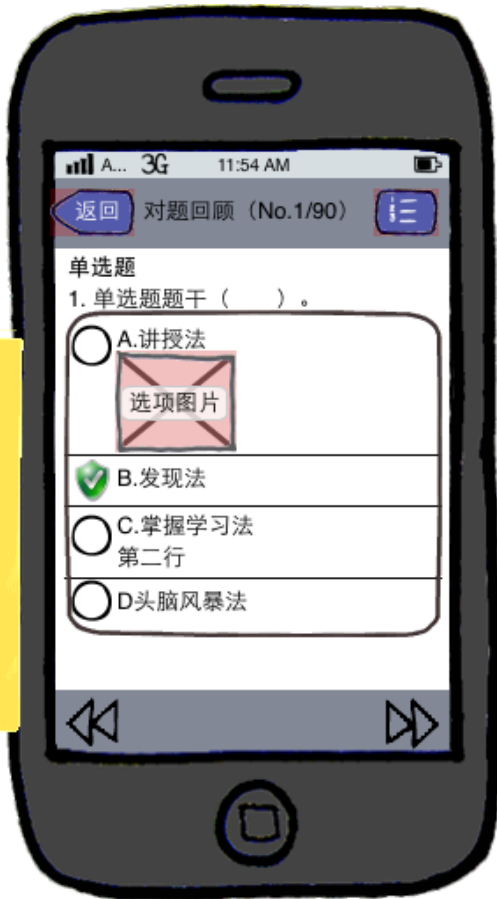 A... 3G 11:54 AM
返回 对题回顾（No.1/90）
单选题
1. 单选题题干（ ）。
A.讲授法
选项图片
B.发现法
C.掌握学习法
第二行
D头脑风暴法